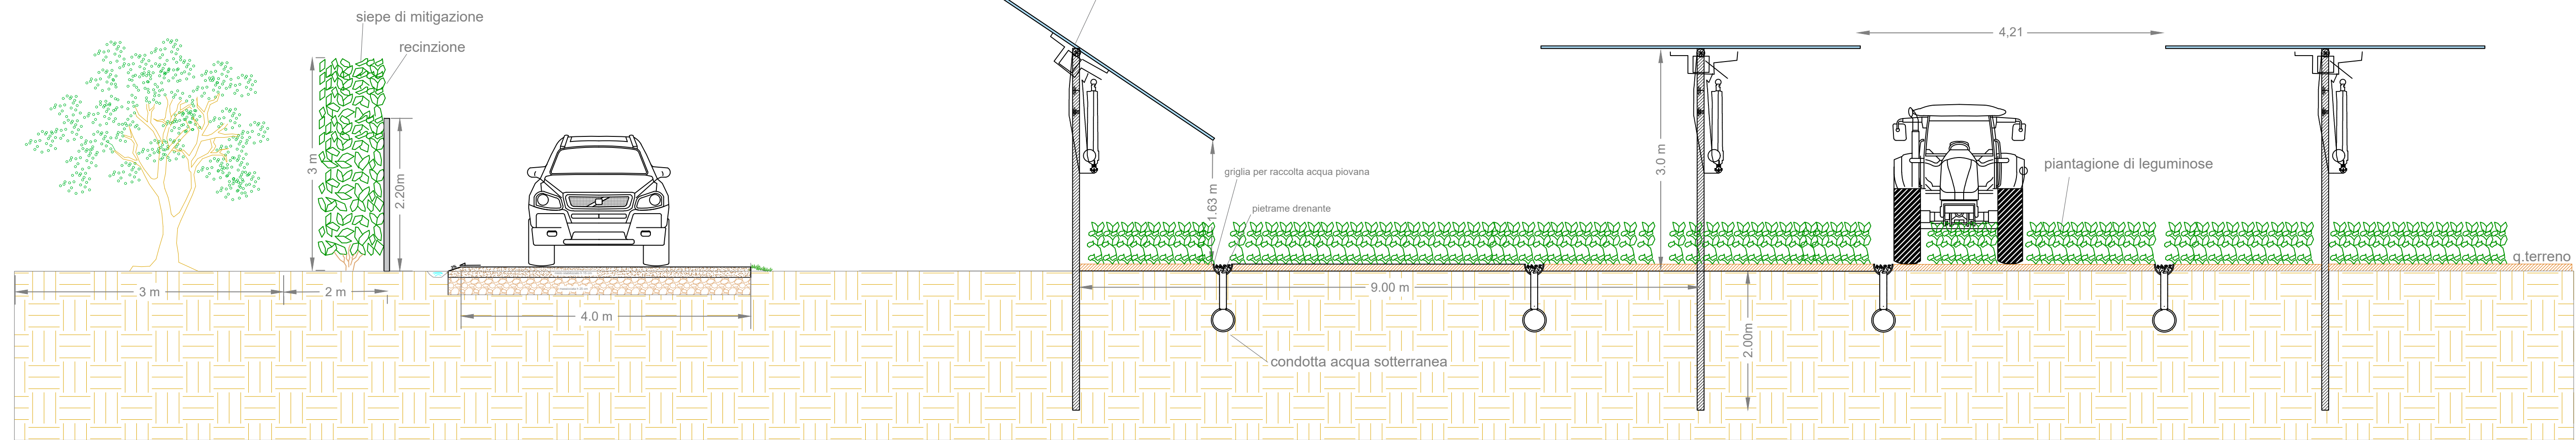 siepe di mitigazione
recinzione
4,21
3 m
2.20m
3.0 m
piantagione di leguminose
griglia per raccolta acqua piovana
1.63 m
pietrame drenante
q.terreno
3 m
2 m
9.00 m
4.0 m
2.00m
condotta acqua sotterranea